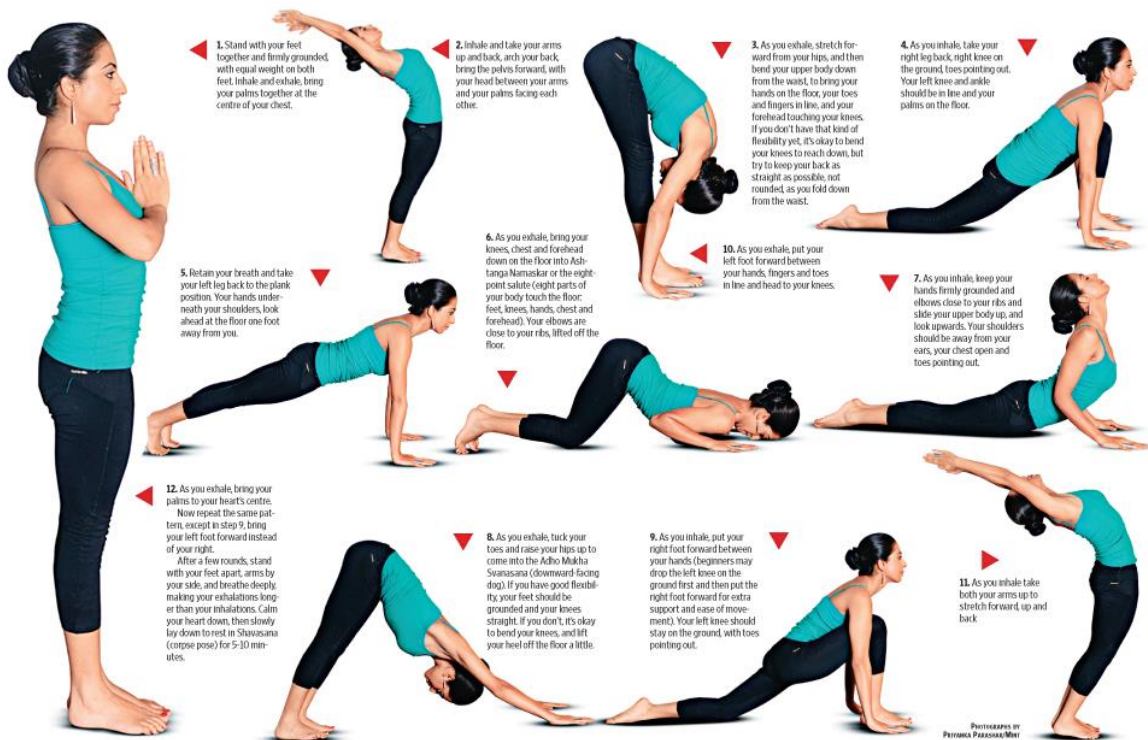 1. Stand with your feet
together and firmly grounded,
with equal weight on both
feet. Inhale and exhale, bring
your palms together at the
centre of your chest.
2. Inhale and take your arms
up and back, arch your back,
bring the pelvis forward, with
your head between your arms
and your palms facing each
other.
3. As you exhale, stretch for-
ward from your hips, and then
bend your upper body down
from the waist, to bring your
hands on the floor, your toes
and fingers in line, and your
forehead touching your knees.
If you don't have that kind of
flexibility yet, it's okay to bend
your knees to reach down, but
try to keep your back as
straight as possible, not
rounded, as you fold down
from the waist.
4. As you inhale, take your
right leg back, right knee on
the ground, toes pointing out.
Your left knee and ankle
should be in line and your
palms on the floor.
5. Retain your breath and take
your left leg back to the plank
position. Your hands under-
neath your shoulders, look
ahead at the floor one foot
away from you.
6. As you exhale, bring your
knees, chest and forehead
down on the floor into Ash-
tanga Namaskar or the eight-
point salute (eight parts of
your body touch the floor:
feet, knees, hands, chest and
forehead). Your elbows are
close to your ribs, lifted off the
floor.
10. As you exhale, put your
left foot forward between
your hands, fingers and toes
in line and head to your knees.
7. As you inhale, keep your
hands firmly grounded and
elbows close to your ribs and
slide your upper body up, and
look upwards. Your shoulders
should be away from your
ears, your chest open and
toes pointing out.
12. As you exhale, bring your
palms to your heart's centre.
Now repeat the same pat-
tern, except in step 9, bring
your left foot forward instead
of your right.
After a few rounds, stand
with your feet apart, arms by
your side, and breathe deeply,
making your exhalations long-
er than your inhalations. Calm
your heart down, then slowly
lay down to rest in Shavasana
(corpse pose) for 5-10 min-
utes.
8. As you exhale, tuck your
toes and raise your hips up to
come into the Adho Mukha
Svanasana (downward-facing
dog). If you have good flexibil-
ity, your feet should be
grounded and your knees
straight. If you don't, it's okay
to bend your knees, and lift
your heel off the floor a little.
9. As you inhale, put your
right foot forward between
your hands (beginners may
drop the left knee on the
ground first and then put the
right foot forward for extra
support and ease of move-
ment). Your left knee should
stay on the ground, with toes
pointing out.
11. As you inhale take
both your arms up to
stretch forward, up and
back
PHOTOGRAPHS BY
PRIYANKA PARASHAR/MINT